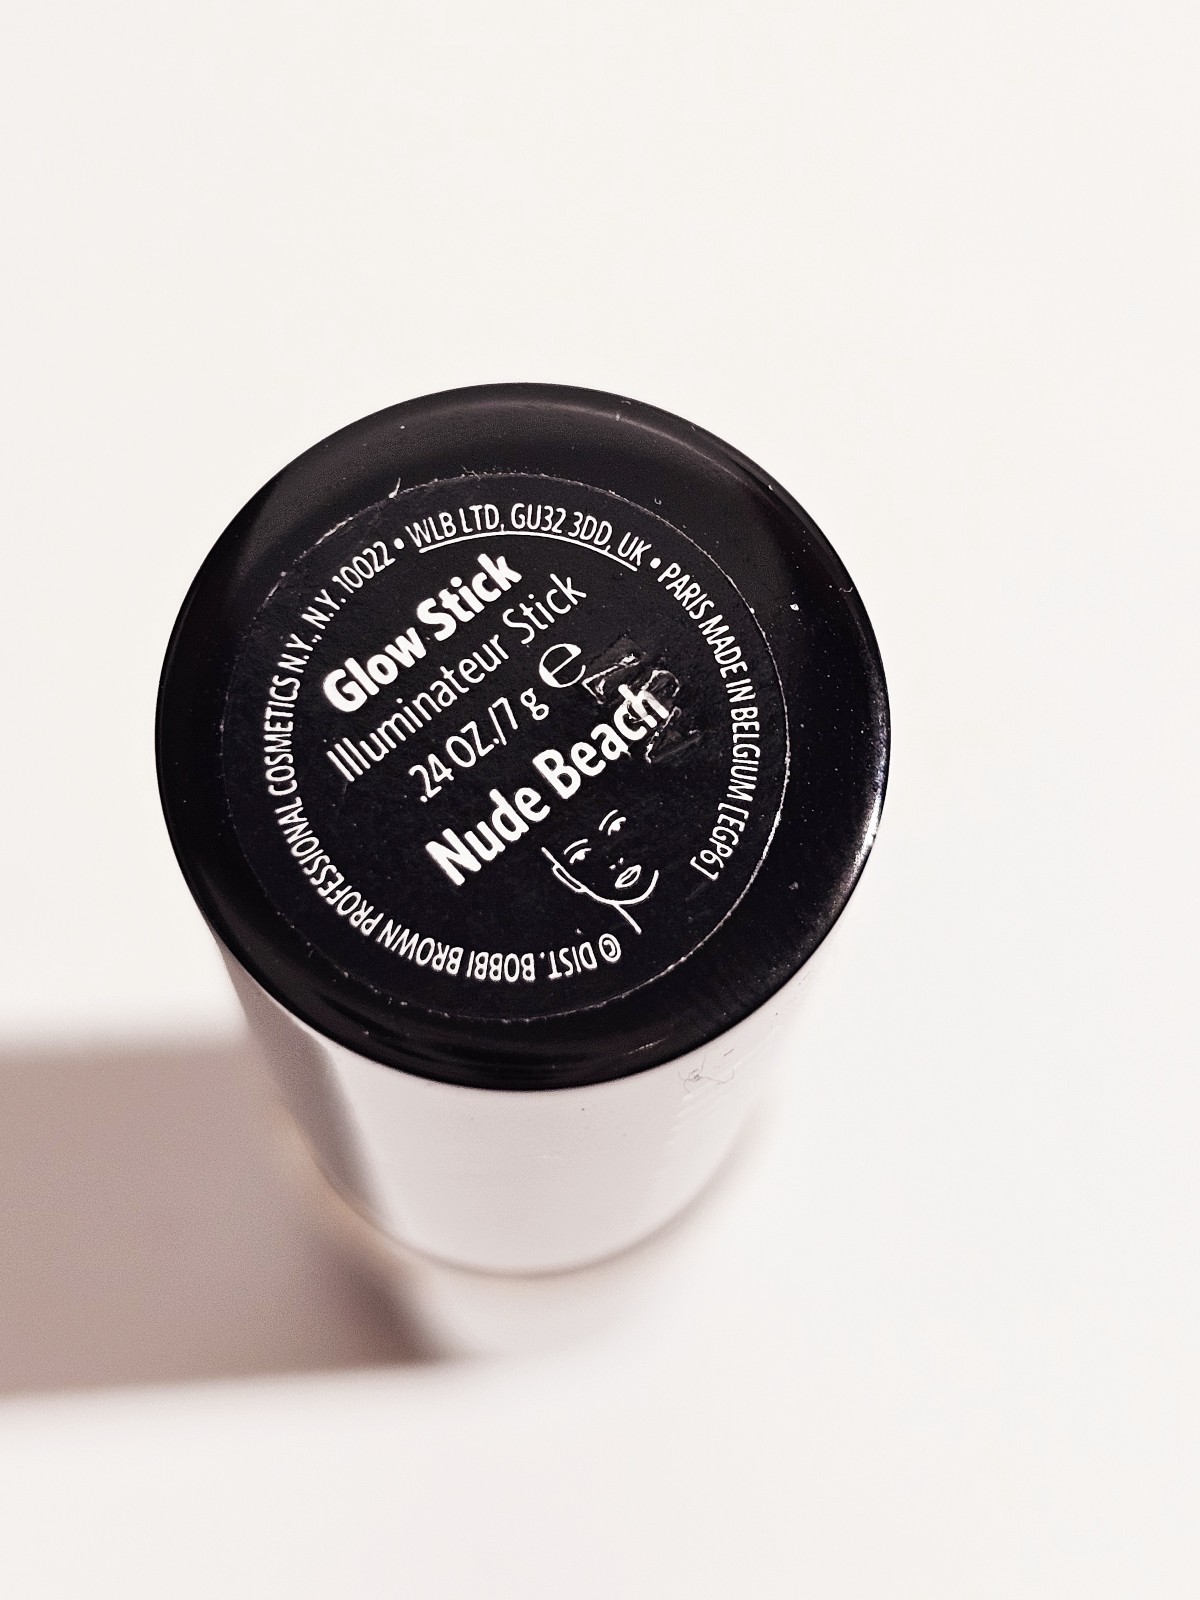 Glow Stick
Illuminateur Stick
.24 OZ./7 g ℮
Nude Beach
© DIST. BOBBI BROWN PROFESSIONAL COSMETICS N.Y., N.Y. 10022 • WLB LTD, GU32 3DD, UK • PARIS MADE IN BELGIUM [EGP6]